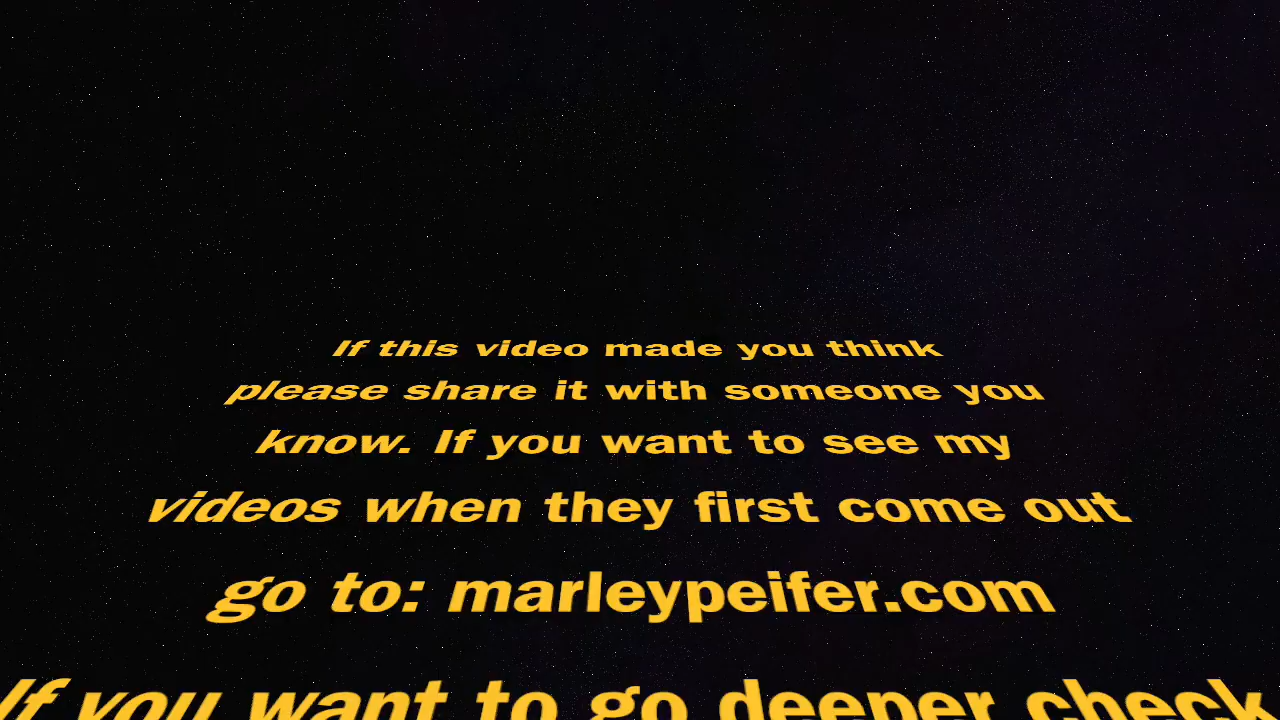 If this video made you think
please share it with someone you
know. If you want to see my
videos when they first come out
go to: marleypeifer.com
If you want to go deeper check